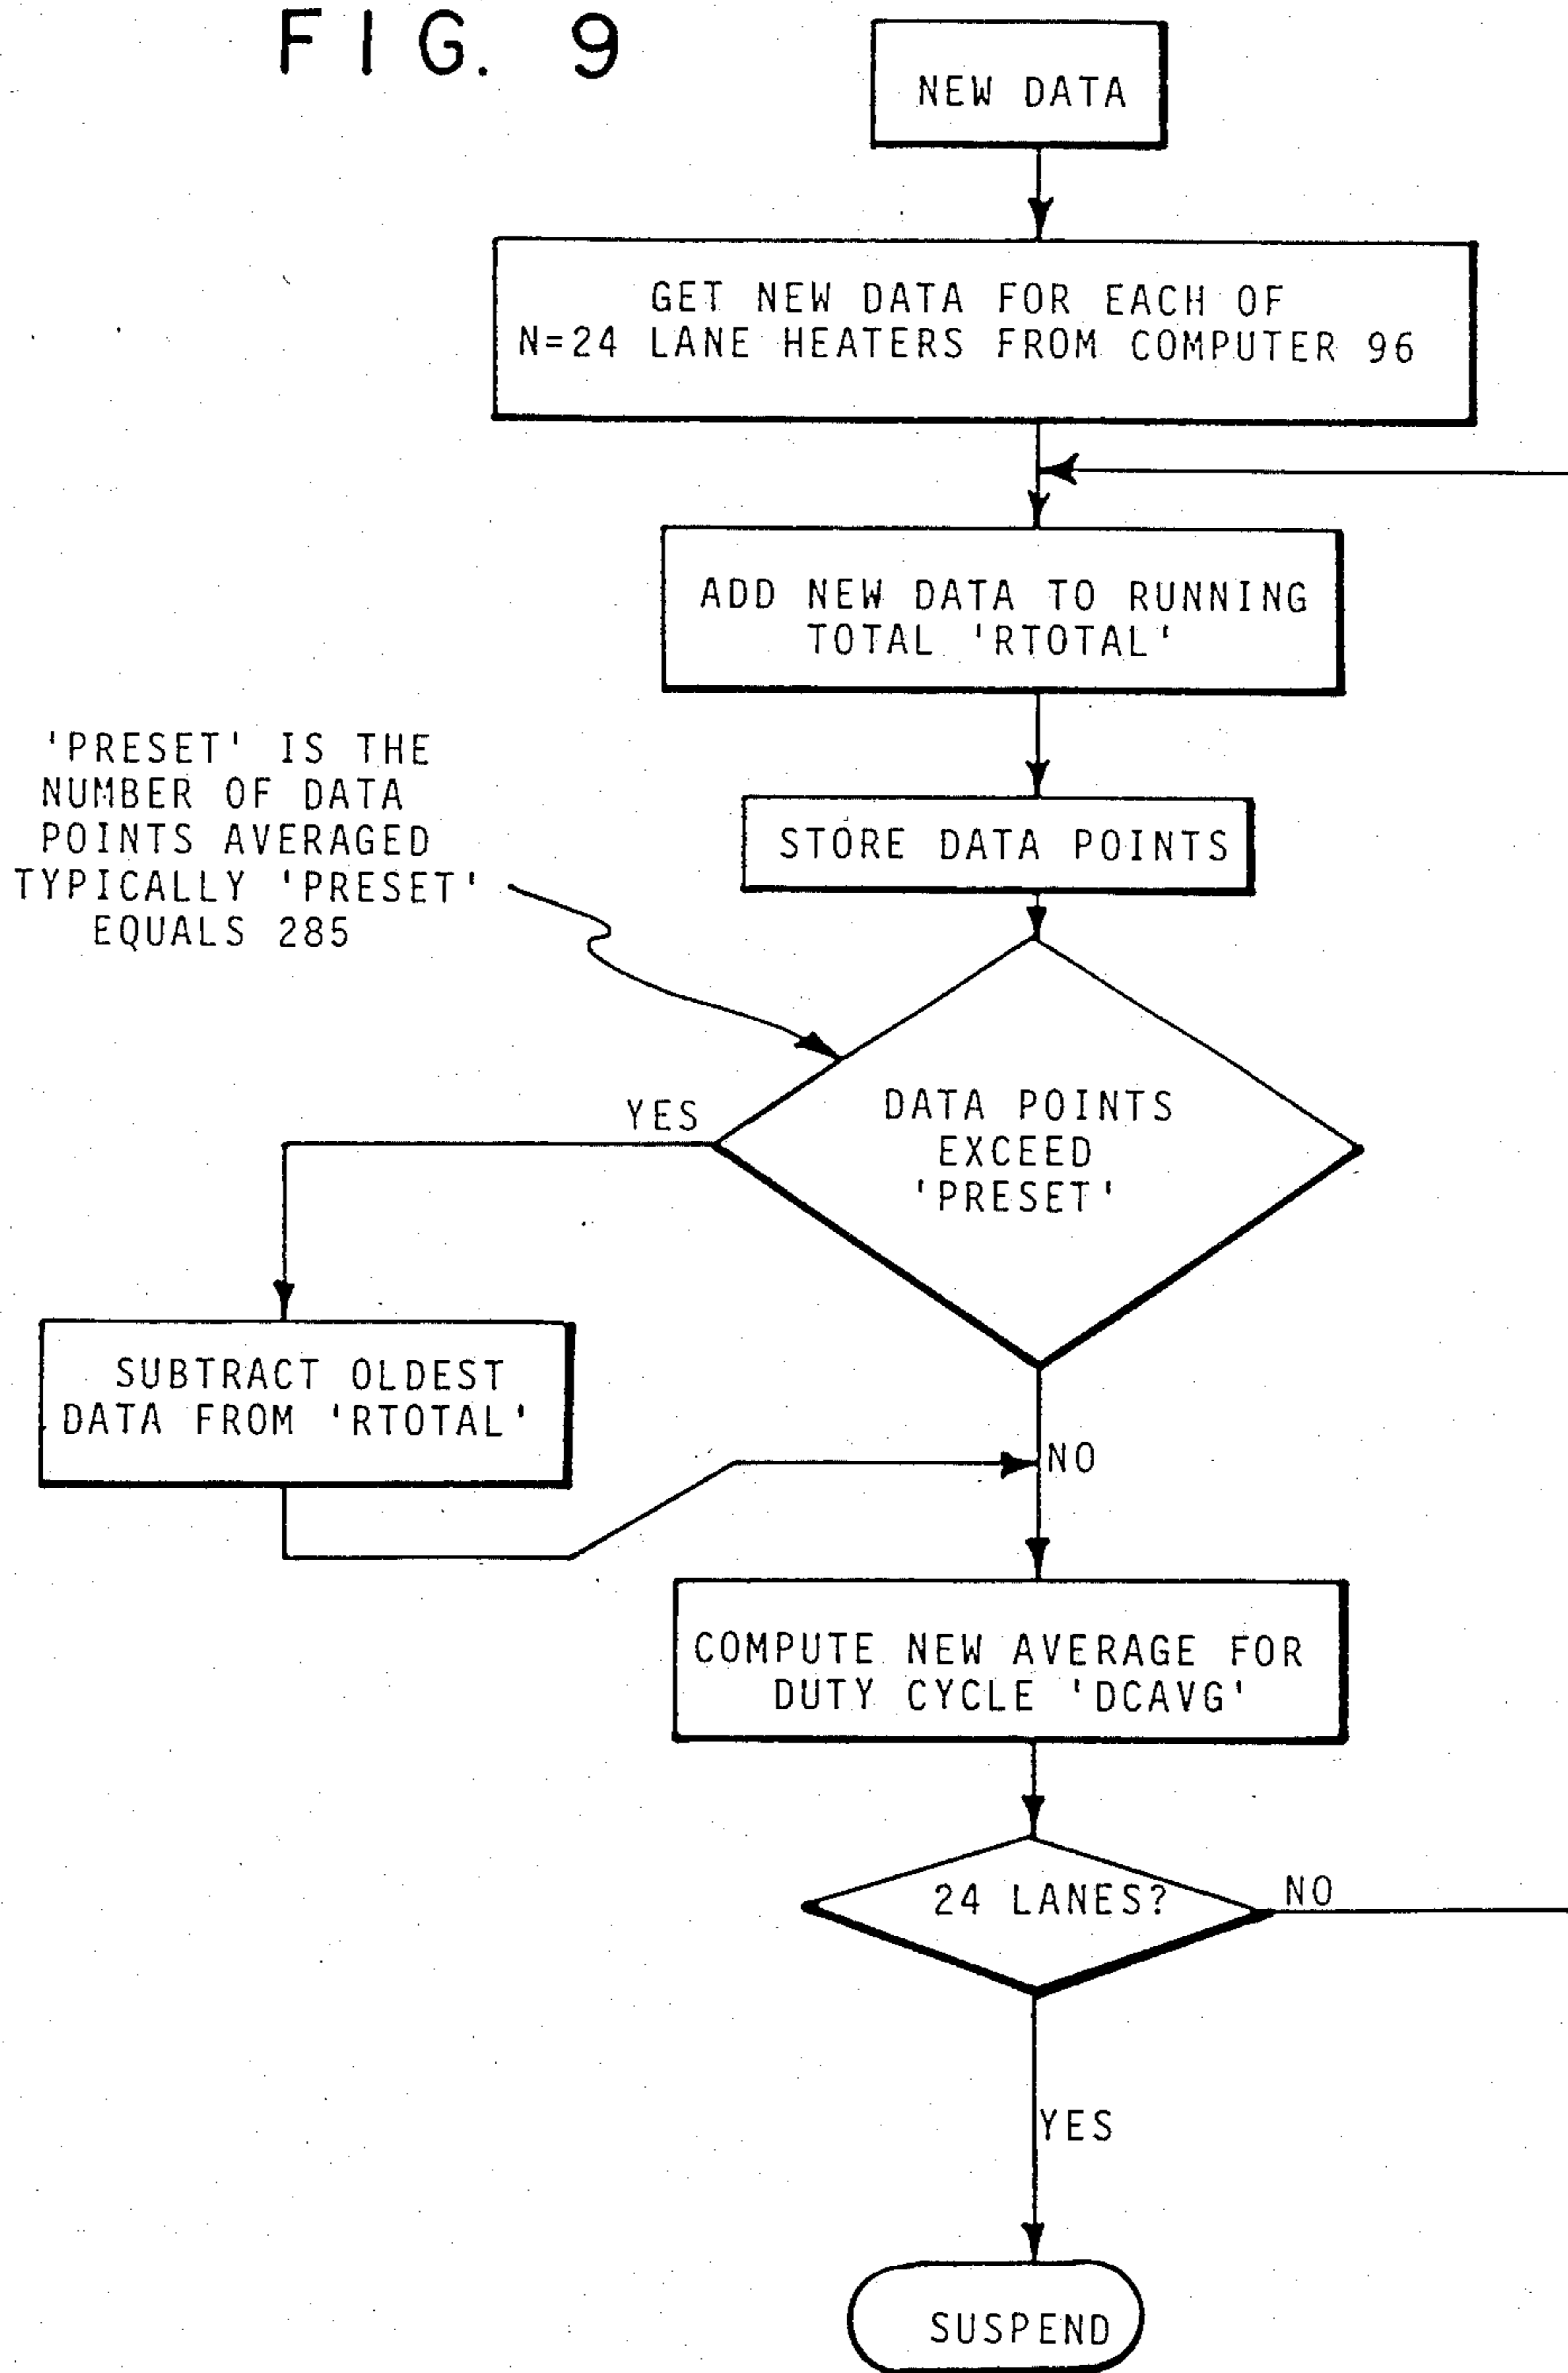 FIG. 9
NEW DATA
GET NEW DATA FOR EACH OF
N=24 LANE HEATERS FROM COMPUTER 96
ADD NEW DATA TO RUNNING
TOTAL 'RTOTAL'
'PRESET' IS THE
NUMBER OF DATA
POINTS AVERAGED
TYPICALLY 'PRESET'
EQUALS 285
STORE DATA POINTS
DATA POINTS
EXCEED
'PRESET'
YES
SUBTRACT OLDEST
DATA FROM 'RTOTAL'
NO
COMPUTE NEW AVERAGE FOR
DUTY CYCLE 'DCAVG'
24 LANES?
NO
YES
SUSPEND